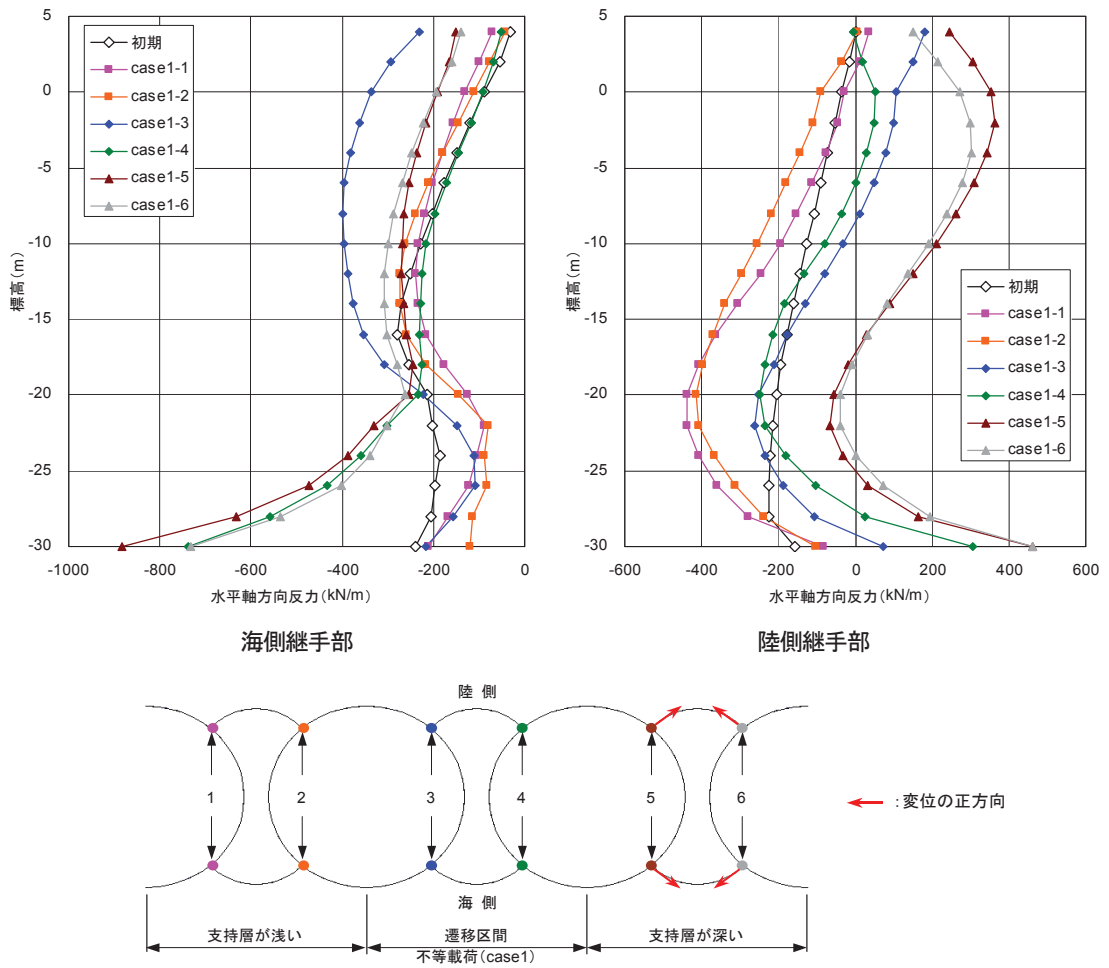 5
0
-5
-10
-15
-20
-25
-30
標高(m)
-1000
-800
-600
-400
-200
0
水平軸方向反力(kN/m)
初期
case1-1
case1-2
case1-3
case1-4
case1-5
case1-6
海側継手部
5
0
-5
-10
-15
-20
-25
-30
標高(m)
-600
-400
-200
0
200
400
600
水平軸方向反力(kN/m)
初期
case1-1
case1-2
case1-3
case1-4
case1-5
case1-6
陸側継手部
陸 側
1
2
3
4
5
6
:変位の正方向
海 側
支持層が浅い
遷移区間
不等載荷(case1)
支持層が深い